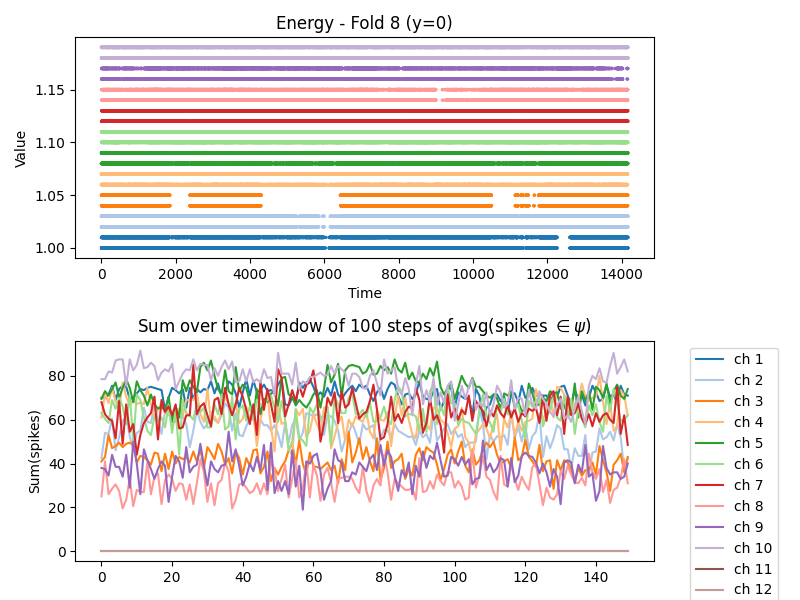 Energy - Fold 8 (y=0)
Value
1.15
1.10
1.05
1.00
0 2000 4000 6000 8000 10000 12000 14000
Time
Sum over timewindow of 100 steps of avg(spikes ∈ ψ)
Sum(spikes)
80
60
40
20
0
0 20 40 60 80 100 120 140
ch 1
ch 2
ch 3
ch 4
ch 5
ch 6
ch 7
ch 8
ch 9
ch 10
ch 11
ch 12